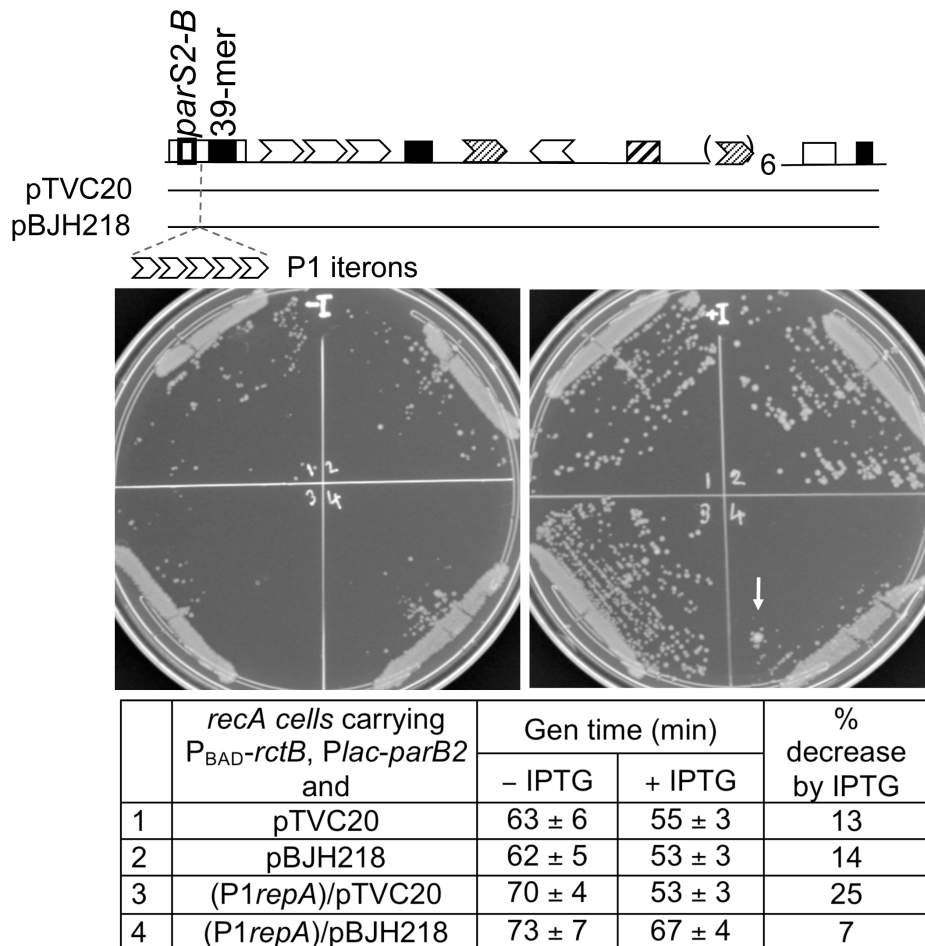 parS2-B
39-mer
( ) 6
pTVC20
pBJH218
P1 iterons
-I
1 2
3 4
+I
1 2
3 4
recA cells carrying PBAD-rctB, Plac-parB2 and
Gen time (min)
% decrease by IPTG
– IPTG
+ IPTG
1 pTVC20 63 ± 6 55 ± 3 13
2 pBJH218 62 ± 5 53 ± 3 14
3 (P1repA)/pTVC20 70 ± 4 53 ± 3 25
4 (P1repA)/pBJH218 73 ± 7 67 ± 4 7